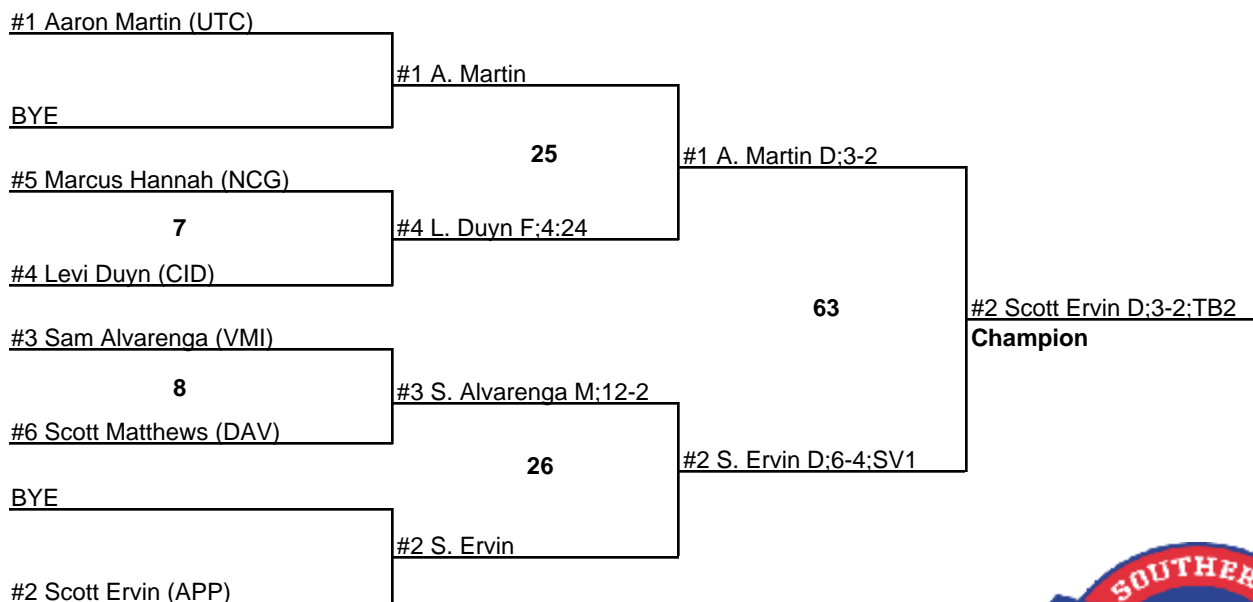 #1 Aaron Martin (UTC)
#1 A. Martin
BYE
25
#1 A. Martin D;3-2
#5 Marcus Hannah (NCG)
7
#4 L. Duyn F;4:24
#4 Levi Duyn (CID)
63
#2 Scott Ervin D;3-2;TB2
Champion
#3 Sam Alvarenga (VMI)
8
#3 S. Alvarenga M;12-2
#6 Scott Matthews (DAV)
26
#2 S. Ervin D;6-4;SV1
BYE
#2 S. Ervin
#2 Scott Ervin (APP)
SOUTHER